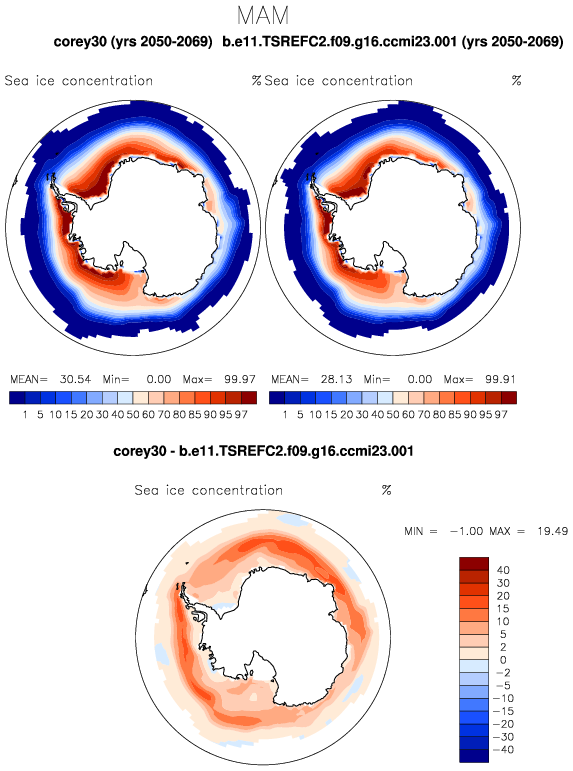 MAM
corey30 (yrs 2050-2069) b.e11.TSREFC2.f09.g16.ccmi23.001 (yrs 2050-2069)
Sea ice concentration % Sea ice concentration %
MEAN= 30.54 Min= 0.00 Max= 99.97 MEAN= 28.13 Min= 0.00 Max= 99.91
1 5 10 15 20 30 40 50 60 70 80 85 90 95 97 1 5 10 15 20 30 40 50 60 70 80 85 90 95 97
corey30 - b.e11.TSREFC2.f09.g16.ccmi23.001
Sea ice concentration %
MIN = -1.00 MAX = 19.49
40
30
20
15
10
5
2
0
-2
-5
-10
-15
-20
-30
-40